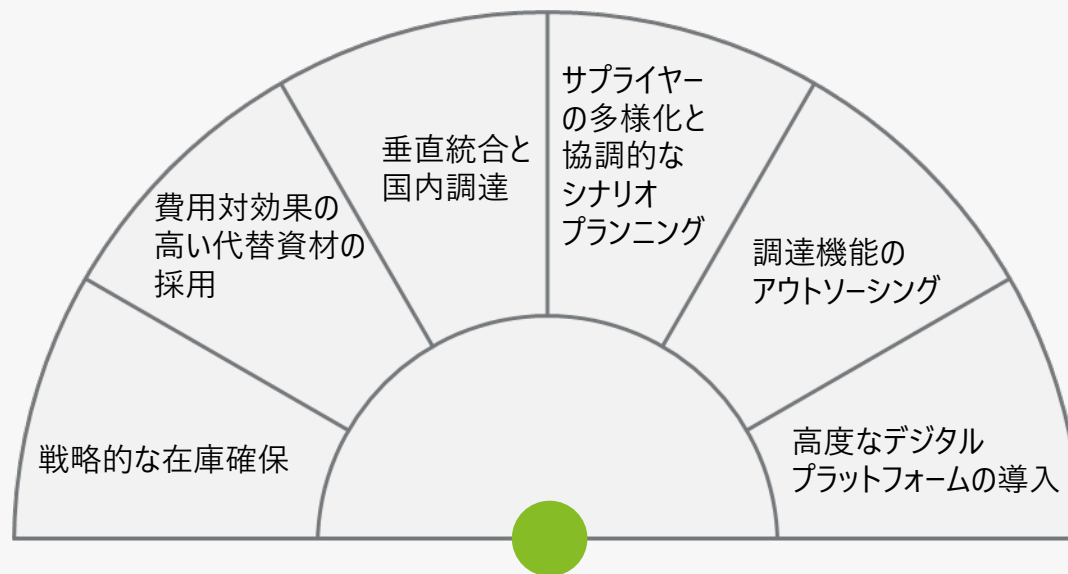 戦略的な在庫確保
費用対効果の
高い代替資材の
採用
垂直統合と
国内調達
サプライヤー
の多様化と
協調的な
シナリオ
プランニング
調達機能の
アウトソーシング
高度なデジタル
プラットフォームの導入